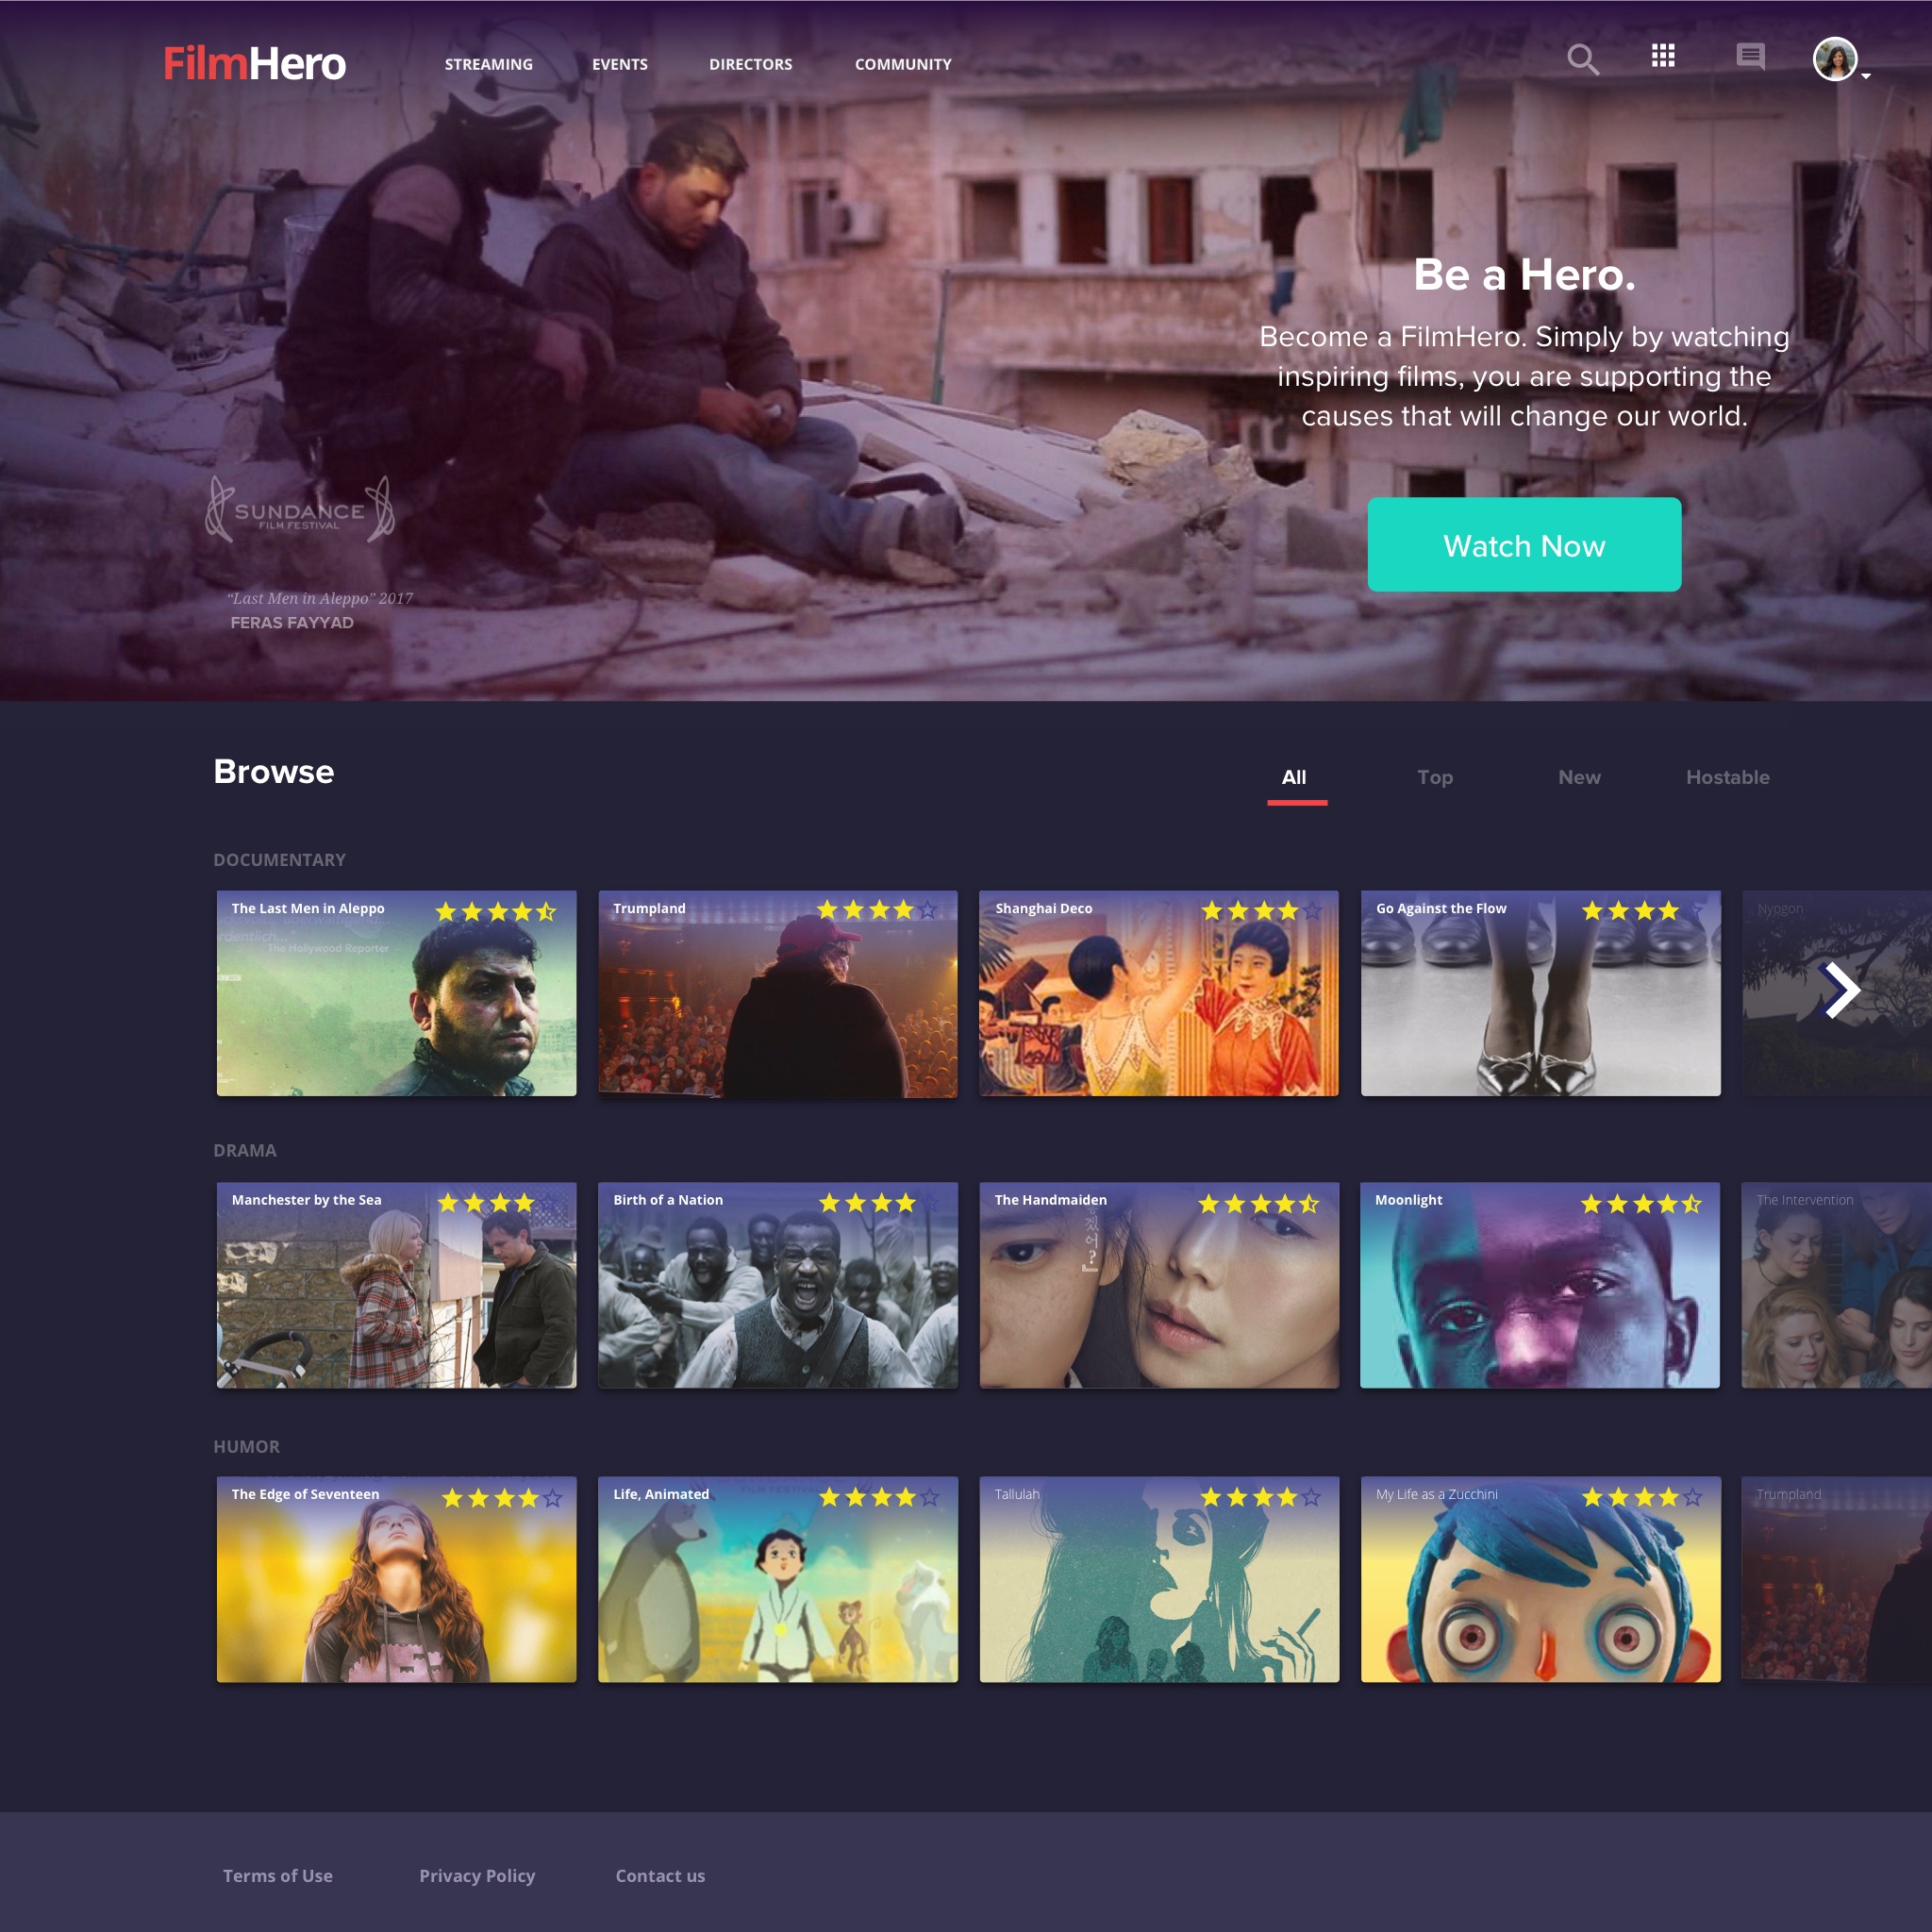 FilmHero
STREAMING
EVENTS
DIRECTORS
COMMUNITY
Be a Hero.
Become a FilmHero. Simply by watching
inspiring films, you are supporting the
causes that will change our world.
Watch Now
SUNDANCE
FILM FESTIVAL
“Last Men in Aleppo” 2017
FERAS FAYYAD
Browse
All
Top
New
Hostable
DOCUMENTARY
The Last Men in Aleppo
Trumpland
Shanghai Deco
Go Against the Flow
Nypgon
rdentlich..."
The Hollywood Reporter
DRAMA
Manchester by the Sea
Birth of a Nation
The Handmaiden
Moonlight
The Intervention
HUMOR
The Edge of Seventeen
Life, Animated
Tallulah
My Life as a Zucchini
Trumpland
Terms of Use
Privacy Policy
Contact us